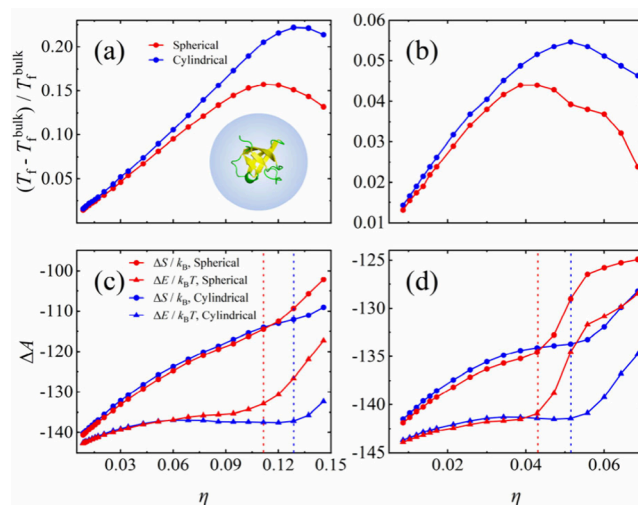 (a)
0.20
0.15
0.10
0.05
(T_f - T_f^bulk) / T_f^bulk
Spherical
Cylindrical
(b)
0.06
0.05
0.04
0.03
0.02
0.01
(c)
-100
-110
-120
-130
-140
ΔA
ΔS / k_B, Spherical
ΔE / k_BT, Spherical
ΔS / k_B, Cylindrical
ΔE / k_BT, Cylindrical
0.03 0.06 0.09 0.12 0.15
η
(d)
-125
-130
-135
-140
-145
0.02 0.04 0.06
η